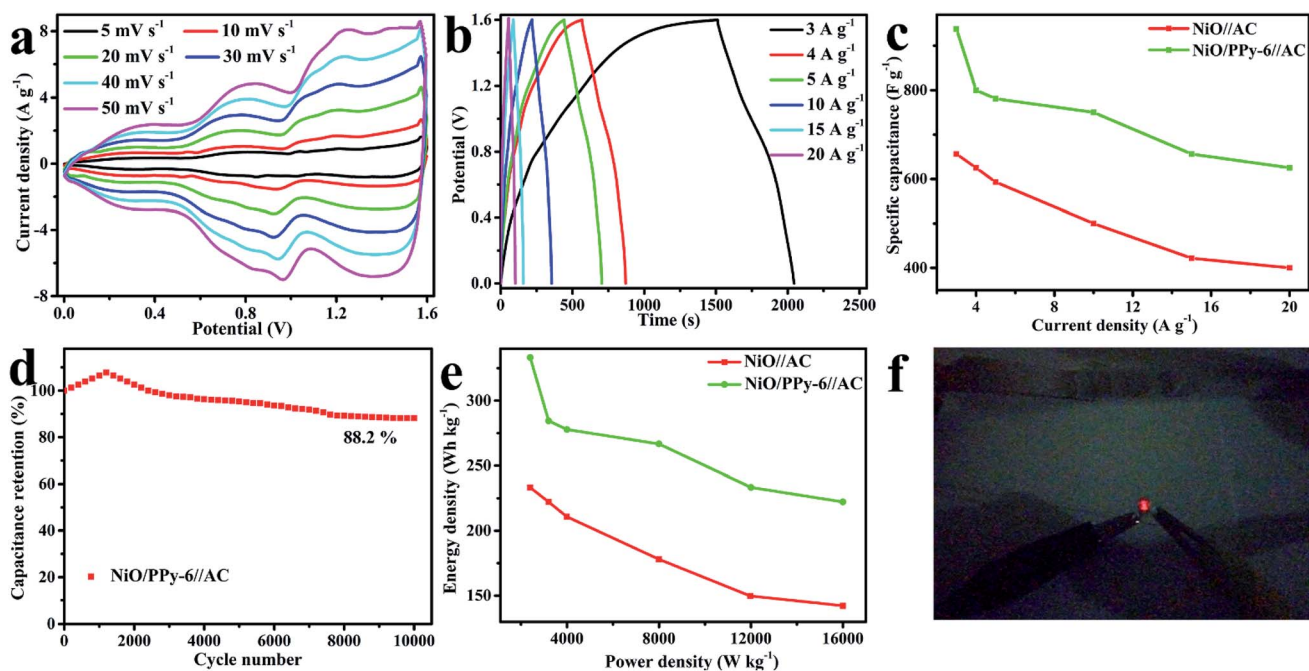 a
5 mV s⁻¹ 10 mV s⁻¹
20 mV s⁻¹ 30 mV s⁻¹
40 mV s⁻¹
50 mV s⁻¹
Current density (A g⁻¹)
8
4
0
-4
-8
0.0 0.4 0.8 1.2 1.6
Potential (V)
b
3 A g⁻¹
4 A g⁻¹
5 A g⁻¹
10 A g⁻¹
15 A g⁻¹
20 A g⁻¹
Potential (V)
1.6
1.2
0.8
0.4
0.0
0 500 1000 1500 2000 2500
Time (s)
c
NiO//AC
NiO/PPy-6//AC
Specific capacitance (F g⁻¹)
800
600
400
4 8 12 16 20
Current density (A g⁻¹)
d
Capacitance retention (%)
100
80
60
40
20
0
88.2 %
NiO/PPy-6//AC
0 2000 4000 6000 8000 10000
Cycle number
e
NiO//AC
NiO/PPy-6//AC
Energy density (Wh kg⁻¹)
300
250
200
150
4000 8000 12000 16000
Power density (W kg⁻¹)
f